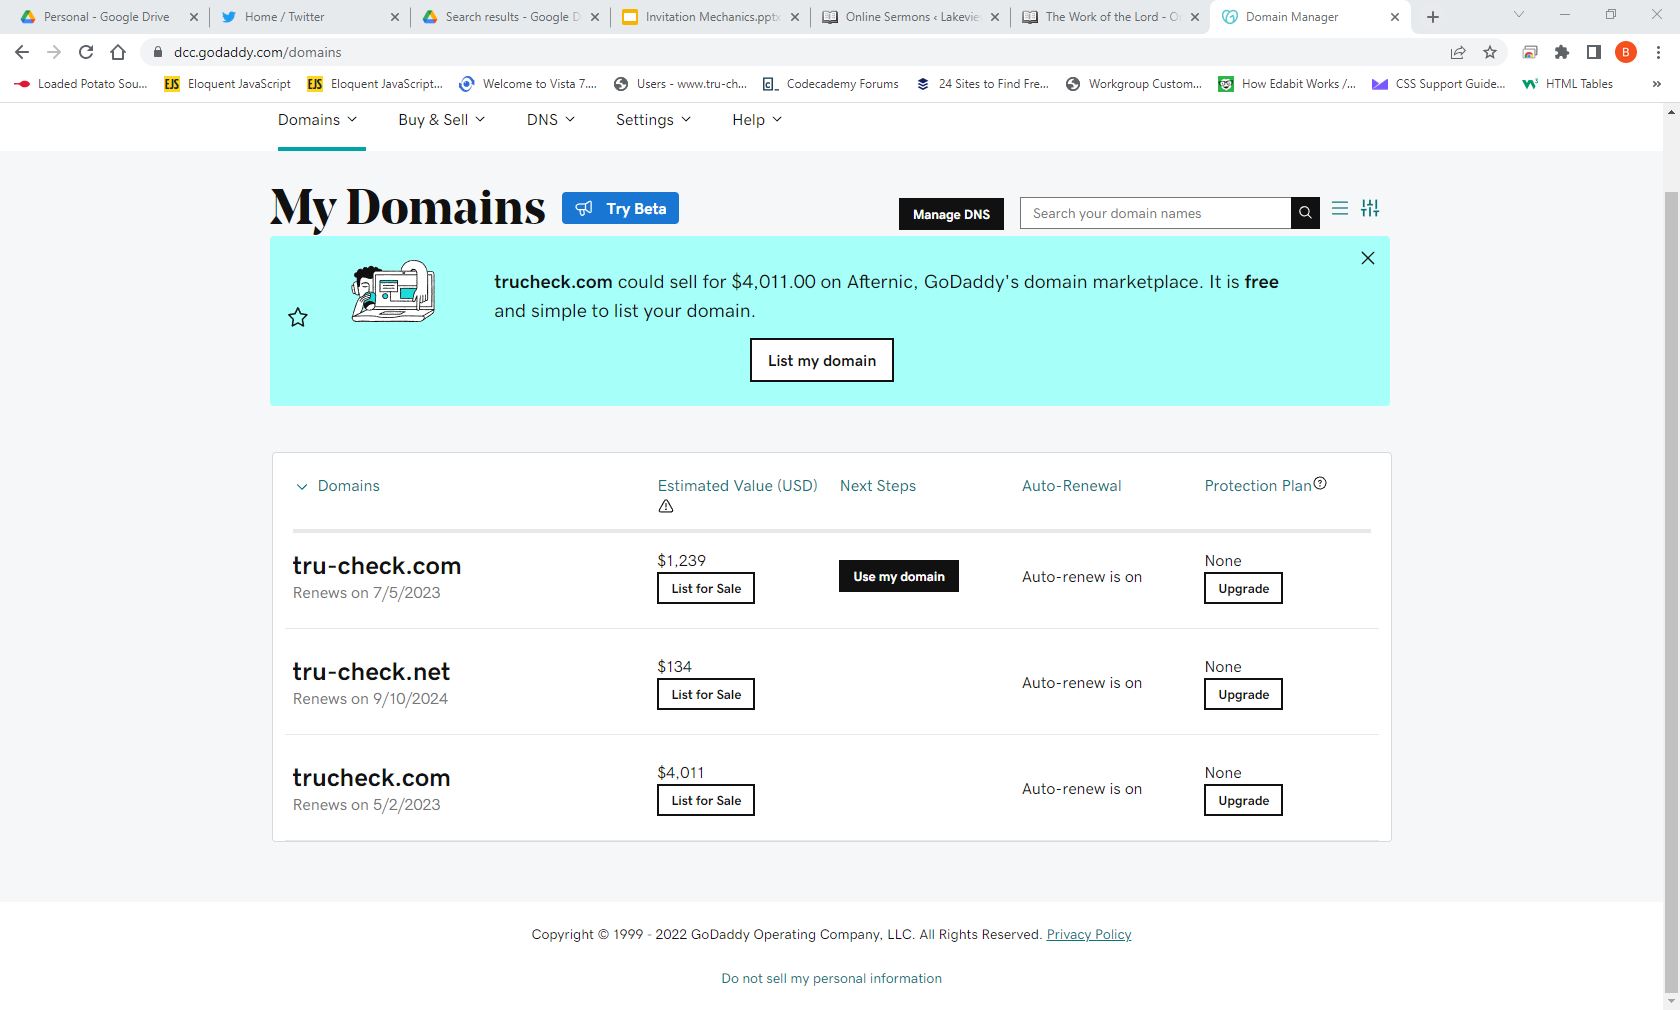 Personal - Google Drive
Home / Twitter
Search results - Google D
Invitation Mechanics.pptx
Online Sermons ‹ Lakevie
The Work of the Lord - O
Domain Manager
dcc.godaddy.com/domains
B
Loaded Potato Sou...
EJS Eloquent JavaScript
EJS Eloquent JavaScript...
Welcome to Vista 7....
Users - www.tru-ch...
Codecademy Forums
24 Sites to Find Fre...
Workgroup Custom...
How Edabit Works /...
CSS Support Guide...
HTML Tables
»
Domains Buy & Sell DNS Settings Help
My Domains Try Beta Manage DNS Search your domain names
trucheck.com could sell for $4,011.00 on Afternic, GoDaddy's domain marketplace. It is free
and simple to list your domain.
List my domain
Domains Estimated Value (USD) Next Steps Auto-Renewal Protection Plan
tru-check.com
Renews on 7/5/2023
$1,239
List for Sale
Use my domain
Auto-renew is on
None
Upgrade
tru-check.net
Renews on 9/10/2024
$134
List for Sale
Auto-renew is on
None
Upgrade
trucheck.com
Renews on 5/2/2023
$4,011
List for Sale
Auto-renew is on
None
Upgrade
Copyright © 1999 - 2022 GoDaddy Operating Company, LLC. All Rights Reserved. Privacy Policy
Do not sell my personal information